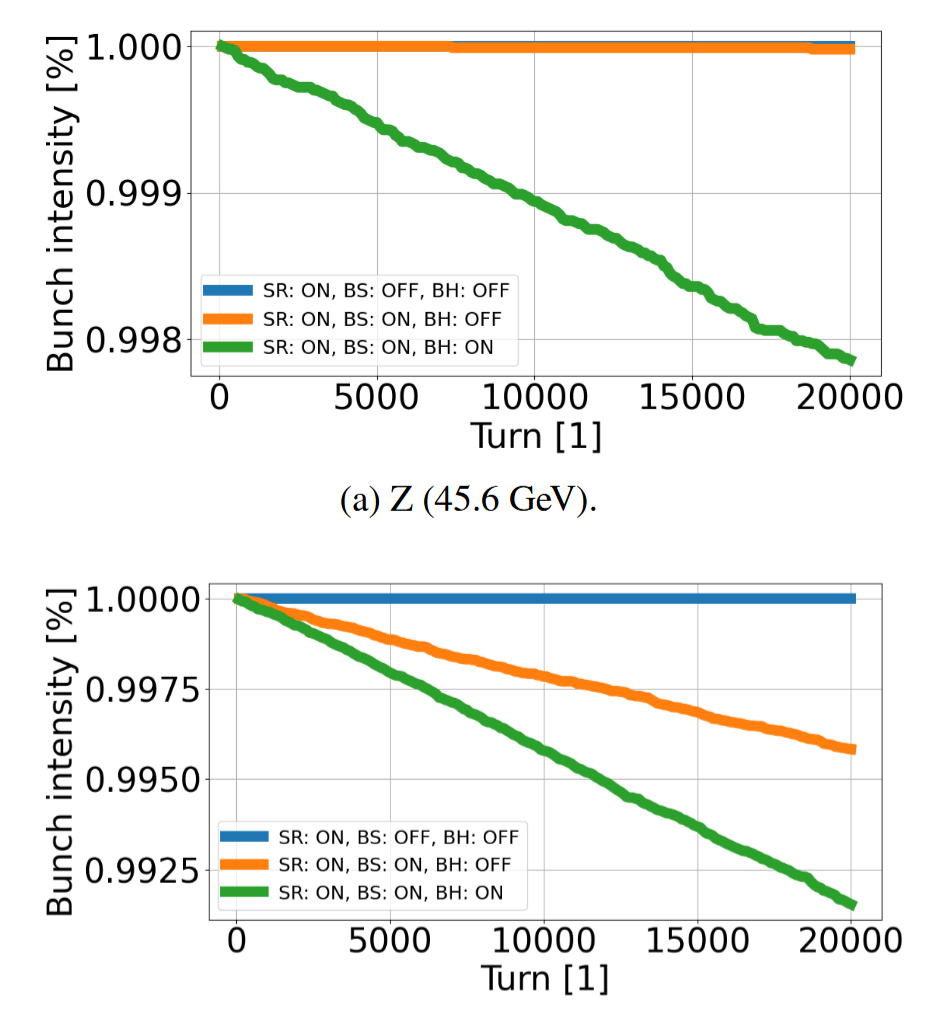 Bunch intensity [%]
1.000
0.999
0.998
SR: ON, BS: OFF, BH: OFF
SR: ON, BS: ON, BH: OFF
SR: ON, BS: ON, BH: ON
0 5000 10000 15000 20000
Turn [1]
(a) Z (45.6 GeV).
Bunch intensity [%]
1.0000
0.9975
0.9950
0.9925
SR: ON, BS: OFF, BH: OFF
SR: ON, BS: ON, BH: OFF
SR: ON, BS: ON, BH: ON
0 5000 10000 15000 20000
Turn [1]